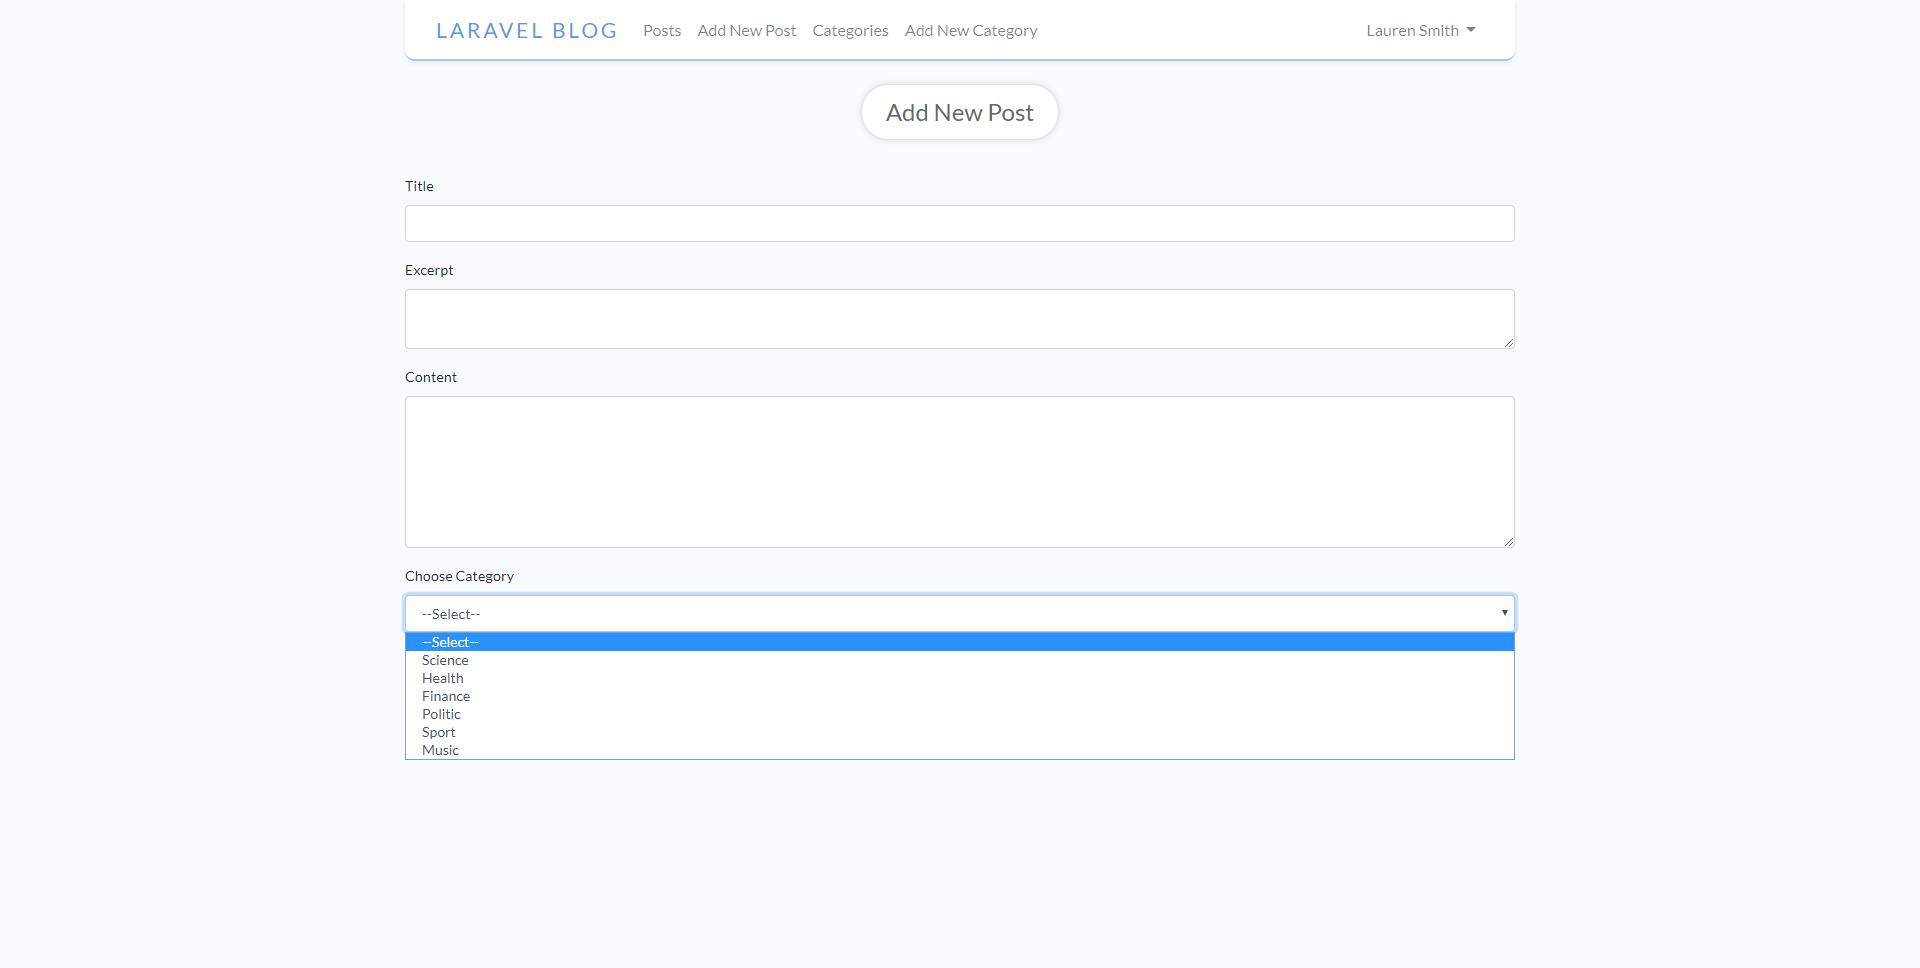 LARAVEL BLOG Posts Add New Post Categories Add New Category Lauren Smith
Add New Post
Title
Excerpt
Content
Choose Category
--Select--
--Select--
Science
Health
Finance
Politic
Sport
Music